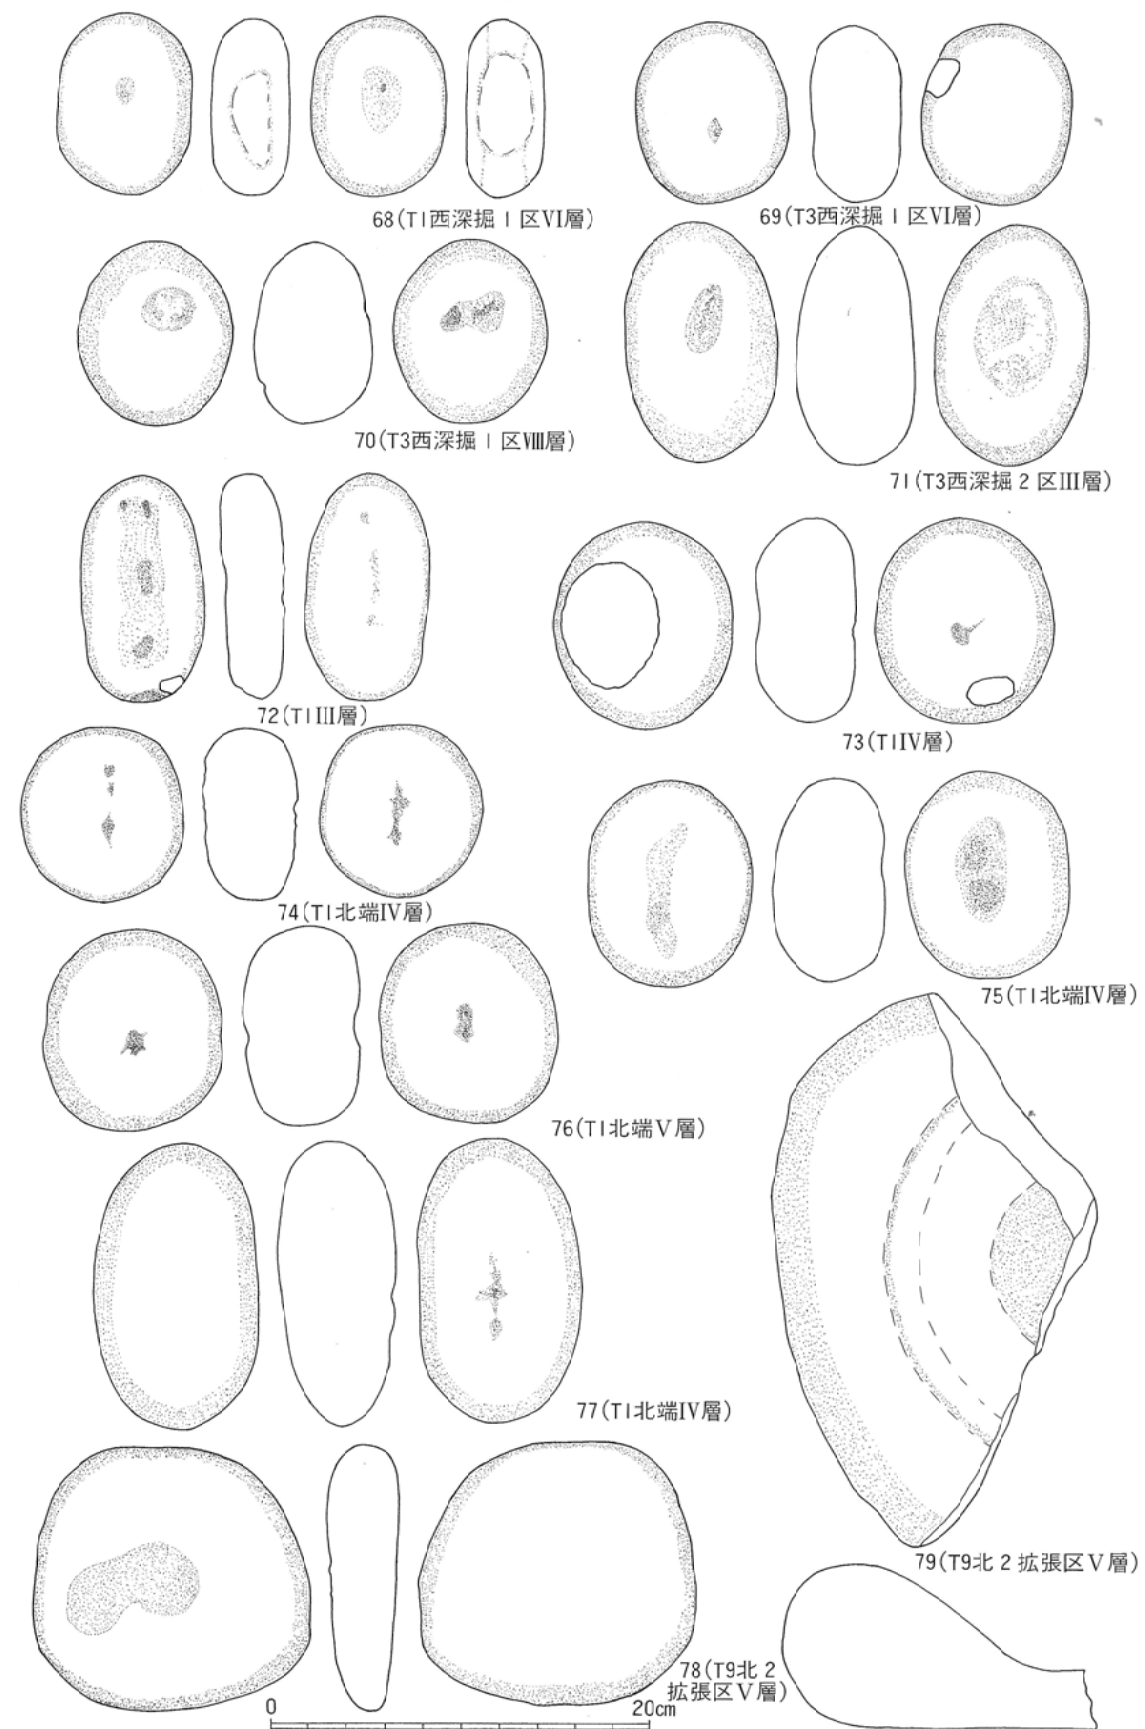 68(T1西深掘1区VI層)
69(T3西深掘1区VI層)
70(T3西深掘1区VIII層)
71(T3西深掘2区III層)
72(T1III層)
73(T1IV層)
74(T1北端IV層)
75(T1北端IV層)
76(T1北端V層)
77(T1北端IV層)
79(T9北2拡張区V層)
78(T9北2
拡張区V層)
0 20cm